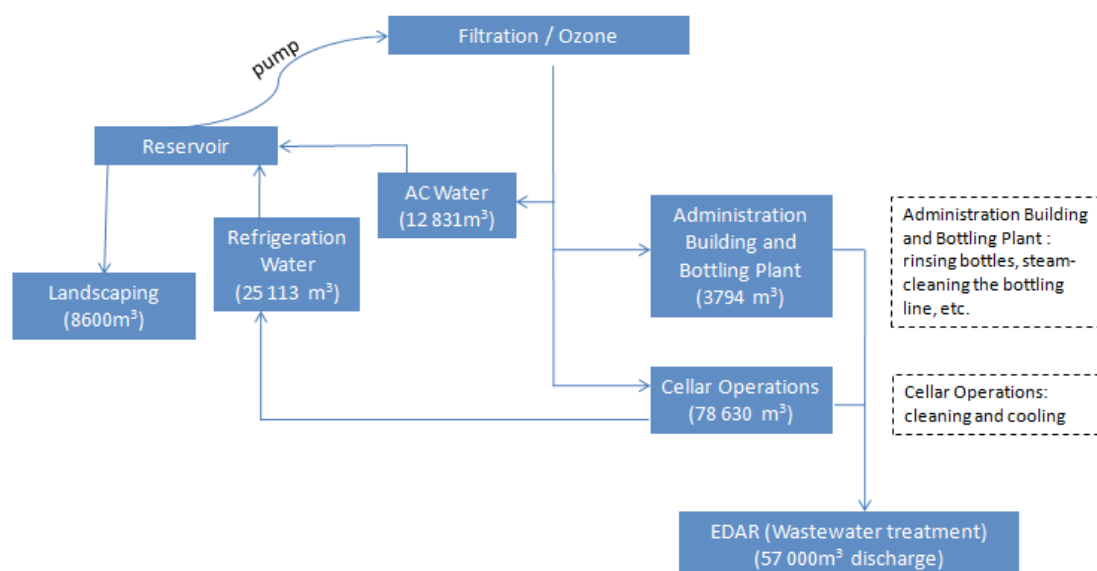 Filtration / Ozone
pump
Reservoir
AC Water
(12 831m³)
Refrigeration
Water
(25 113 m³)
Landscaping
(8600m³)
Administration
Building and
Bottling Plant
(3794 m³)
Administration Building
and Bottling Plant :
rinsing bottles, steam-
cleaning the bottling
line, etc.
Cellar Operations
(78 630 m³)
Cellar Operations:
cleaning and cooling
EDAR (Wastewater treatment)
(57 000m³ discharge)